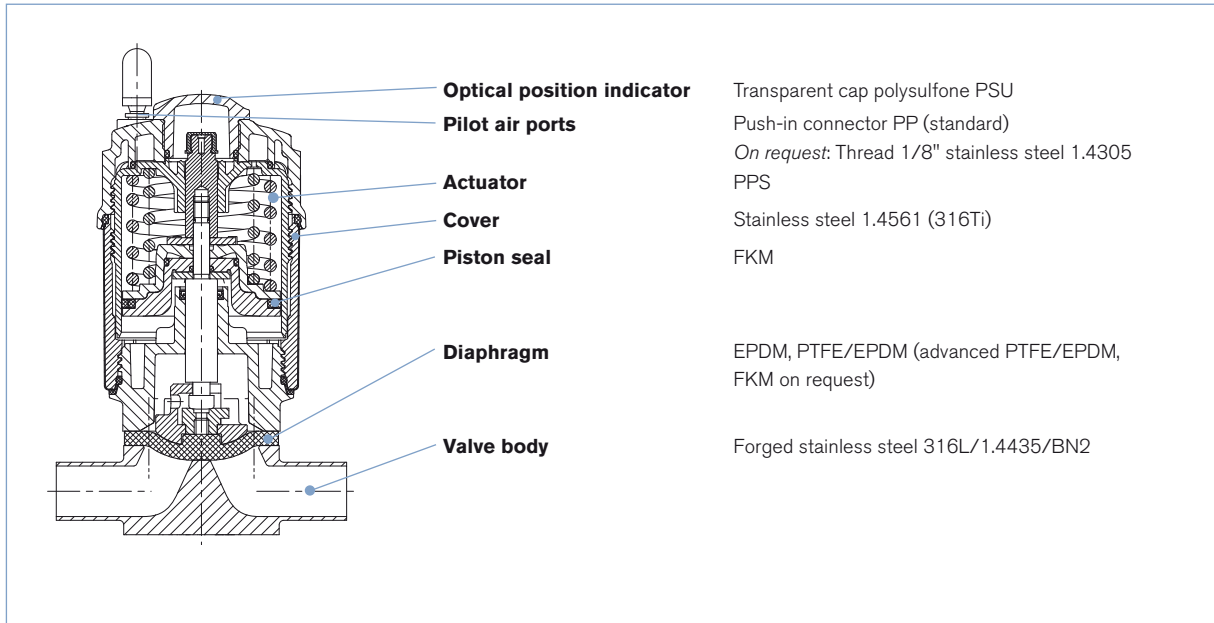 Optical position indicator Transparent cap polysulfone PSU
Pilot air ports Push-in connector PP (standard)
On request: Thread 1/8" stainless steel 1.4305
Actuator PPS
Cover Stainless steel 1.4561 (316Ti)
Piston seal FKM
Diaphragm EPDM, PTFE/EPDM (advanced PTFE/EPDM,
FKM on request)
Valve body Forged stainless steel 316L/1.4435/BN2